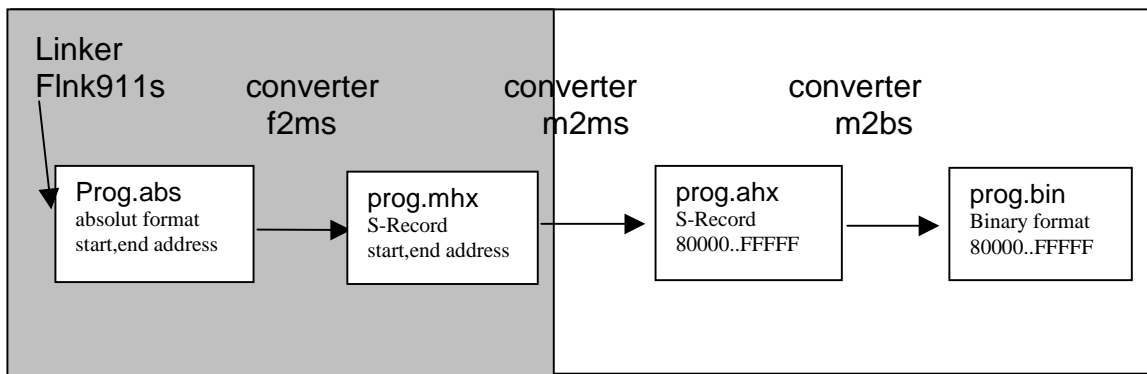 Linker
Flnk911s
converter
f2ms
converter
m2ms
converter
m2bs
Prog.abs
absolut format
start,end address
prog.mhx
S-Record
start,end address
prog.ahx
S-Record
80000..FFFFF
prog.bin
Binary format
80000..FFFFF